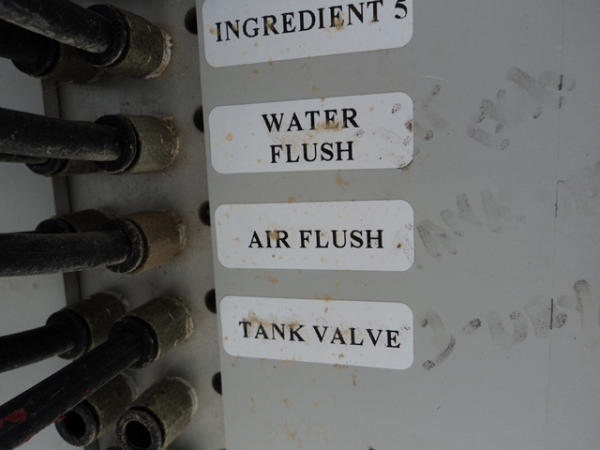 INGREDIENT 5
WATER
FLUSH
AIR FLUSH
TANK VALVE